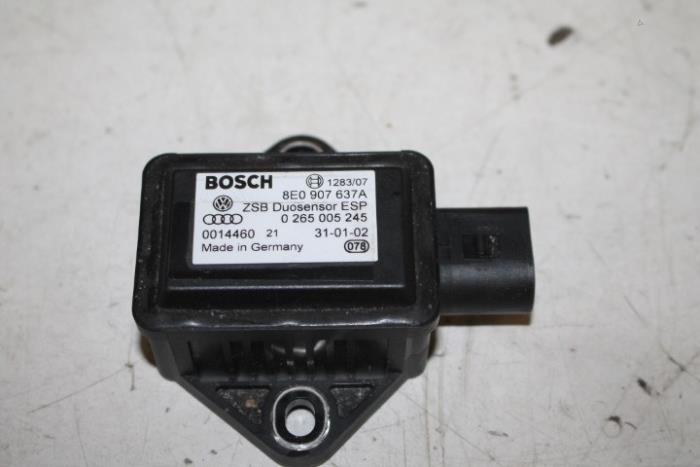 BOSCH 1283/07
8E0 907 637A
ZSB Duosensor ESP
0 265 005 245
0014460 21 31-01-02
Made in Germany 078